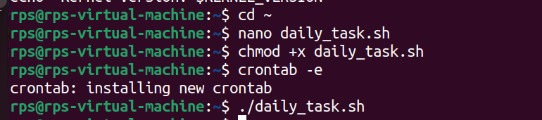 rps@rps-virtual-machine:~$ cd ~
rps@rps-virtual-machine:~$ nano daily_task.sh
rps@rps-virtual-machine:~$ chmod +x daily_task.sh
rps@rps-virtual-machine:~$ crontab -e
crontab: installing new crontab
rps@rps-virtual-machine:~$ ./daily_task.sh